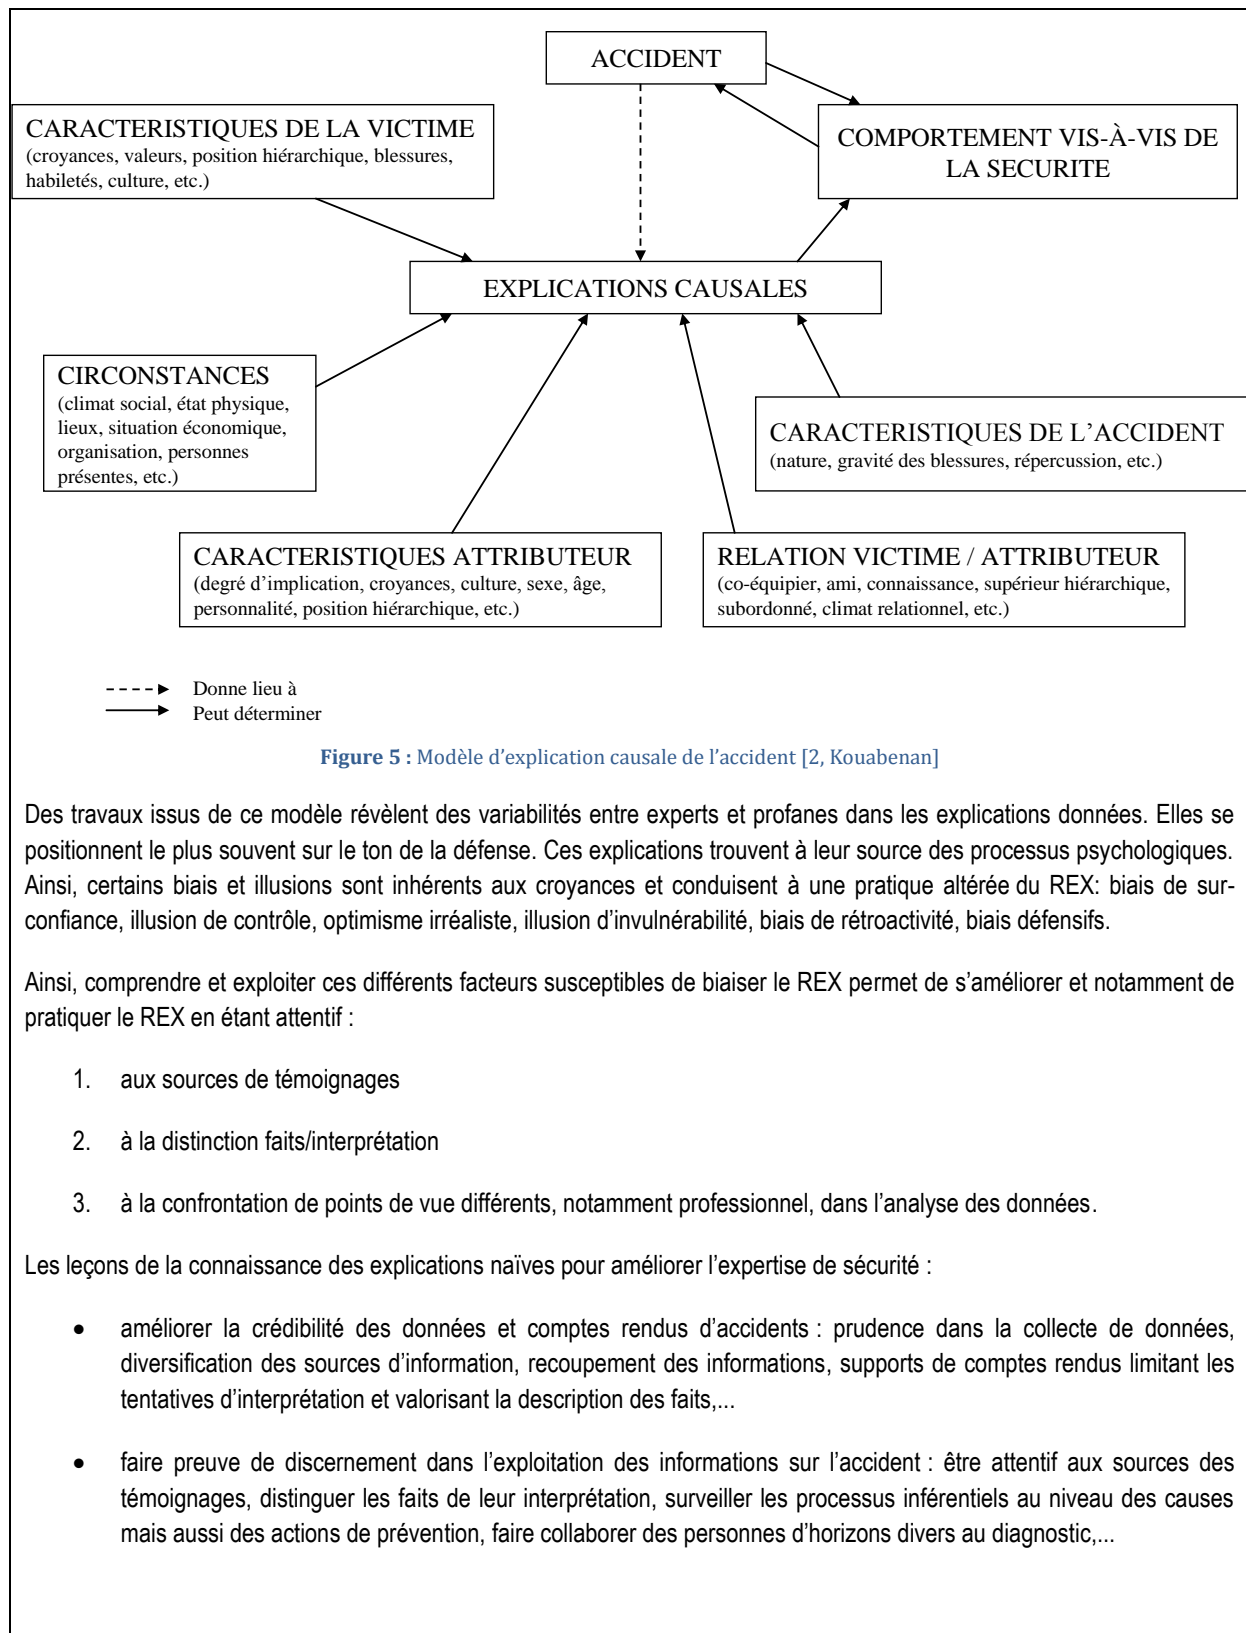 ACCIDENT
CARACTERISTIQUES DE LA VICTIME
(croyances, valeurs, position hiérarchique, blessures,
habiletés, culture, etc.)
COMPORTEMENT VIS-À-VIS DE
LA SECURITE
EXPLICATIONS CAUSALES
CIRCONSTANCES
(climat social, état physique,
lieux, situation économique,
organisation, personnes
présentes, etc.)
CARACTERISTIQUES DE L’ACCIDENT
(nature, gravité des blessures, répercussion, etc.)
CARACTERISTIQUES ATTRIBUTEUR
(degré d’implication, croyances, culture, sexe, âge,
personnalité, position hiérarchique, etc.)
RELATION VICTIME / ATTRIBUTEUR
(co-équipier, ami, connaissance, supérieur hiérarchique,
subordonné, climat relationnel, etc.)
Donne lieu à
Peut déterminer
Figure 5 : Modèle d’explication causale de l’accident [2, Kouabenan]
Des travaux issus de ce modèle révèlent des variabilités entre experts et profanes dans les explications données. Elles se
positionnent le plus souvent sur le ton de la défense. Ces explications trouvent à leur source des processus psychologiques.
Ainsi, certains biais et illusions sont inhérents aux croyances et conduisent à une pratique altérée du REX: biais de sur-
confiance, illusion de contrôle, optimisme irréaliste, illusion d’invulnérabilité, biais de rétroactivité, biais défensifs.
Ainsi, comprendre et exploiter ces différents facteurs susceptibles de biaiser le REX permet de s’améliorer et notamment de
pratiquer le REX en étant attentif :
1. aux sources de témoignages
2. à la distinction faits/interprétation
3. à la confrontation de points de vue différents, notamment professionnel, dans l’analyse des données.
Les leçons de la connaissance des explications naïves pour améliorer l’expertise de sécurité :
• améliorer la crédibilité des données et comptes rendus d’accidents : prudence dans la collecte de données,
diversification des sources d’information, recoupement des informations, supports de comptes rendus limitant les
tentatives d’interprétation et valorisant la description des faits,...
• faire preuve de discernement dans l’exploitation des informations sur l’accident : être attentif aux sources des
témoignages, distinguer les faits de leur interprétation, surveiller les processus inférentiels au niveau des causes
mais aussi des actions de prévention, faire collaborer des personnes d’horizons divers au diagnostic,...